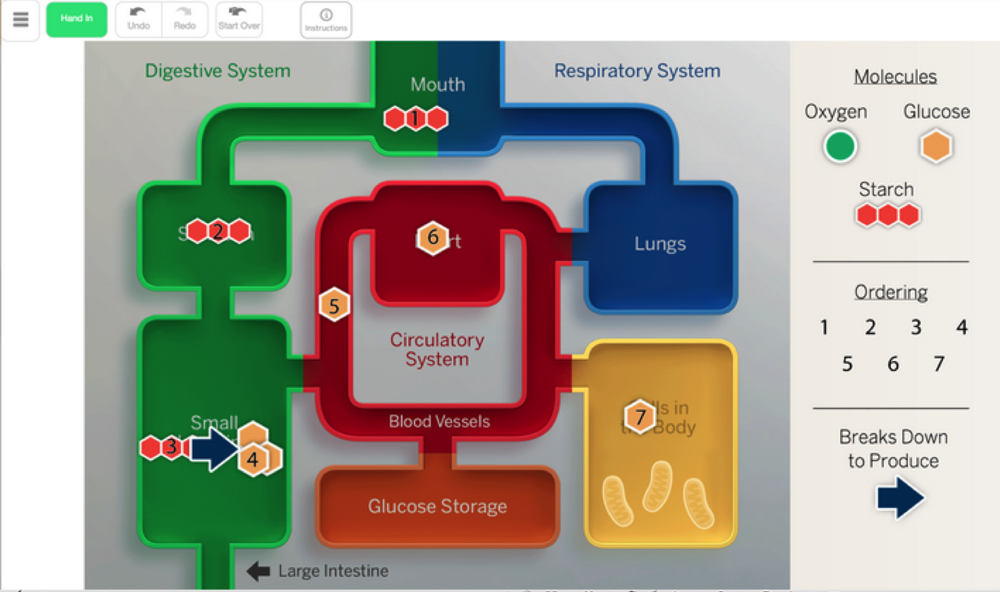 Hand In
Undo
Redo
Start Over
Instructions
Digestive System
Mouth
Respiratory System
1
2
6
Lungs
5
Circulatory
System
Small
3
4
Blood Vessels
7
in
Body
Glucose Storage
Large Intestine
Molecules
Oxygen
Glucose
Starch
Ordering
1 2 3 4
5 6 7
Breaks Down
to Produce